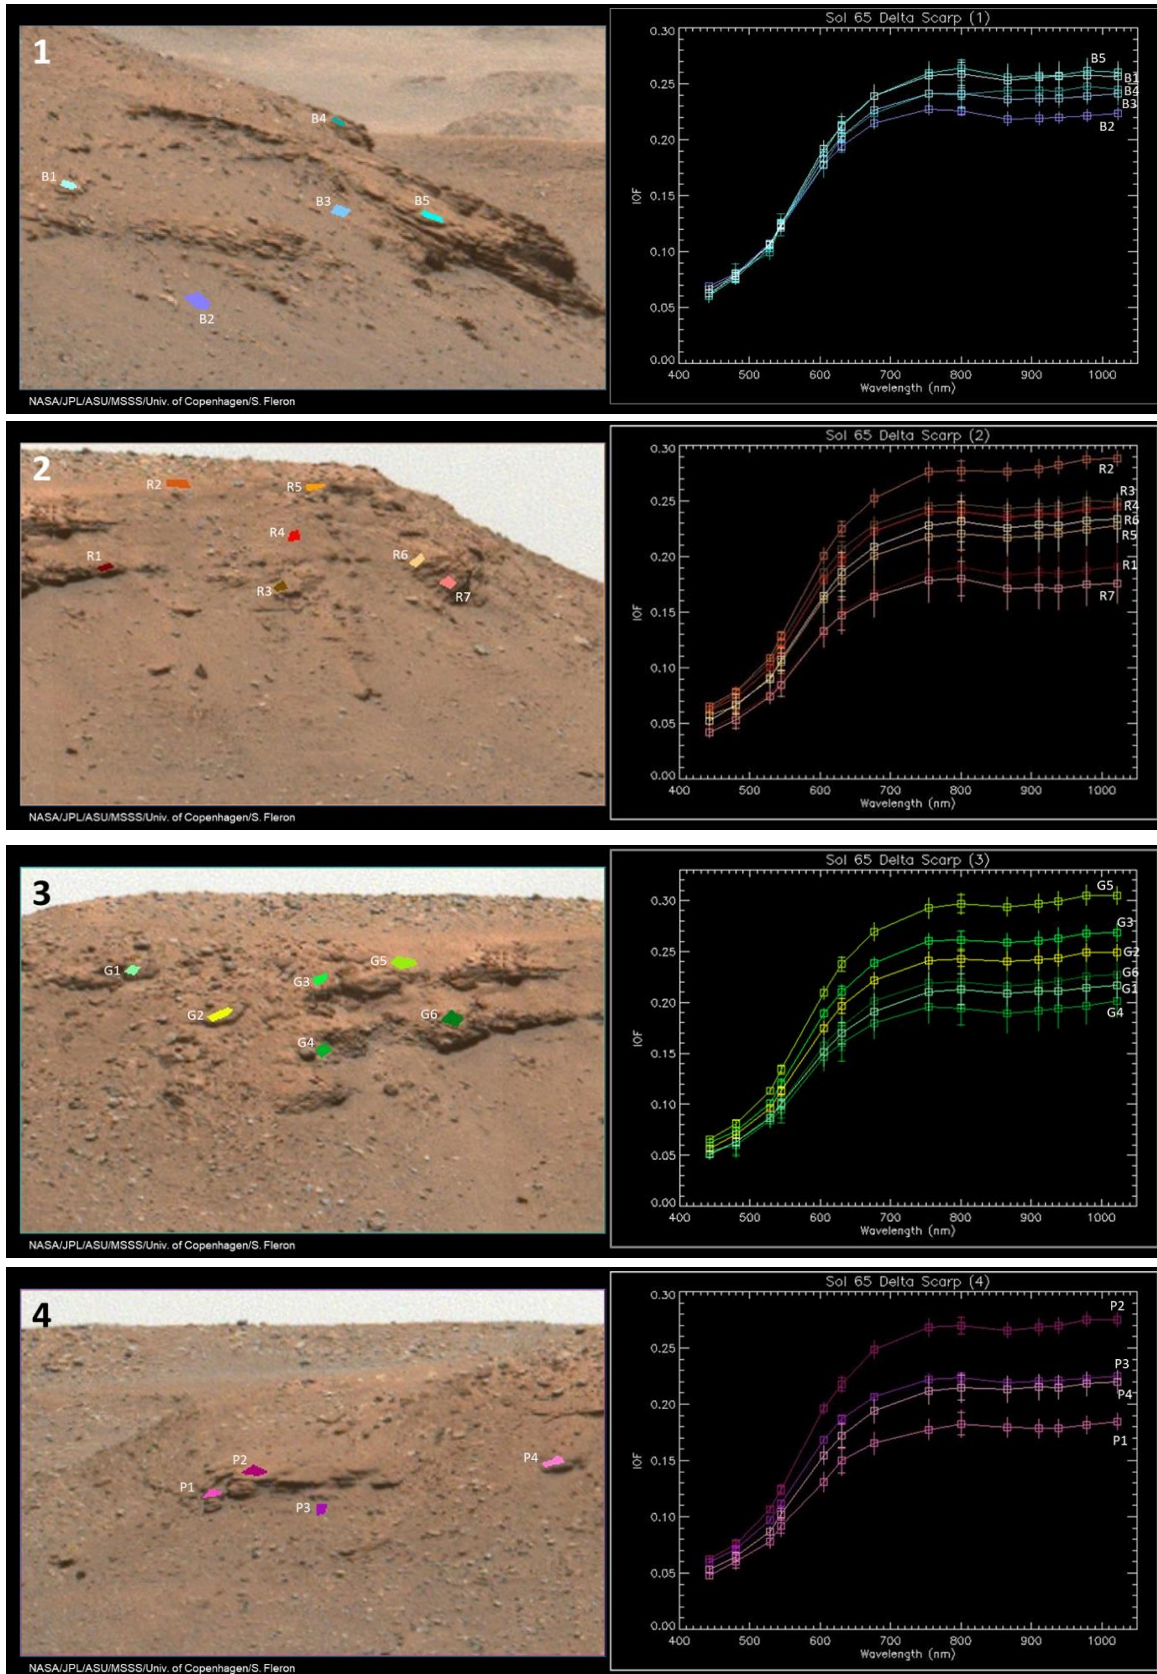 1
B4
B1
B3
B5
B2
NASA/JPL/ASU/MSSS/Univ. of Copenhagen/S. Fleron
Sol 65 Delta Scarp (1)
0.30
0.25
0.20
0.15
0.10
0.05
0.00
IOF
B5
B1
B4
B3
B2
400 500 600 700 800 900 1000
Wavelength (nm)
2
R2
R5
R4
R1
R6
R3
R7
NASA/JPL/ASU/MSSS/Univ. of Copenhagen/S. Fleron
Sol 65 Delta Scarp (2)
0.30
0.25
0.20
0.15
0.10
0.05
0.00
IOF
R2
R3
R4
R6
R5
R1
R7
400 500 600 700 800 900 1000
Wavelength (nm)
3
G1
G3
G5
G2
G6
G4
NASA/JPL/ASU/MSSS/Univ. of Copenhagen/S. Fleron
Sol 65 Delta Scarp (3)
0.30
0.25
0.20
0.15
0.10
0.05
0.00
IOF
G5
G3
G2
G6
G1
G4
400 500 600 700 800 900 1000
Wavelength (nm)
4
P2
P1
P4
P3
NASA/JPL/ASU/MSSS/Univ. of Copenhagen/S. Fleron
Sol 65 Delta Scarp (4)
0.30
0.25
0.20
0.15
0.10
0.05
0.00
IOF
P2
P3
P4
P1
400 500 600 700 800 900 1000
Wavelength (nm)